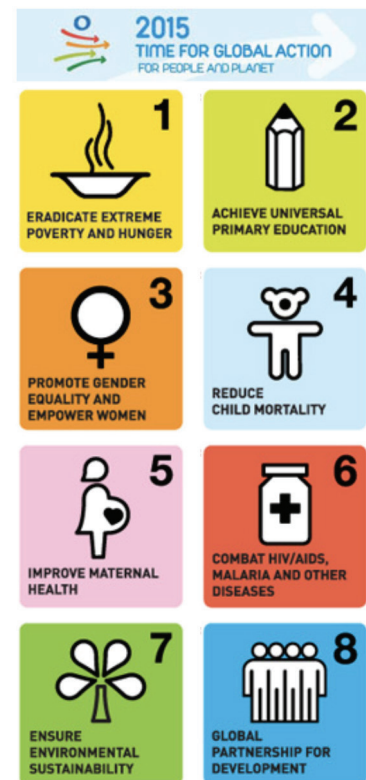 2015
TIME FOR GLOBAL ACTION
FOR PEOPLE AND PLANET
1
ERADICATE EXTREME
POVERTY AND HUNGER
2
ACHIEVE UNIVERSAL
PRIMARY EDUCATION
3
PROMOTE GENDER
EQUALITY AND
EMPOWER WOMEN
4
REDUCE
CHILD MORTALITY
5
IMPROVE MATERNAL
HEALTH
6
COMBAT HIV/AIDS,
MALARIA AND OTHER
DISEASES
7
ENSURE
ENVIRONMENTAL
SUSTAINABILITY
8
GLOBAL
PARTNERSHIP FOR
DEVELOPMENT